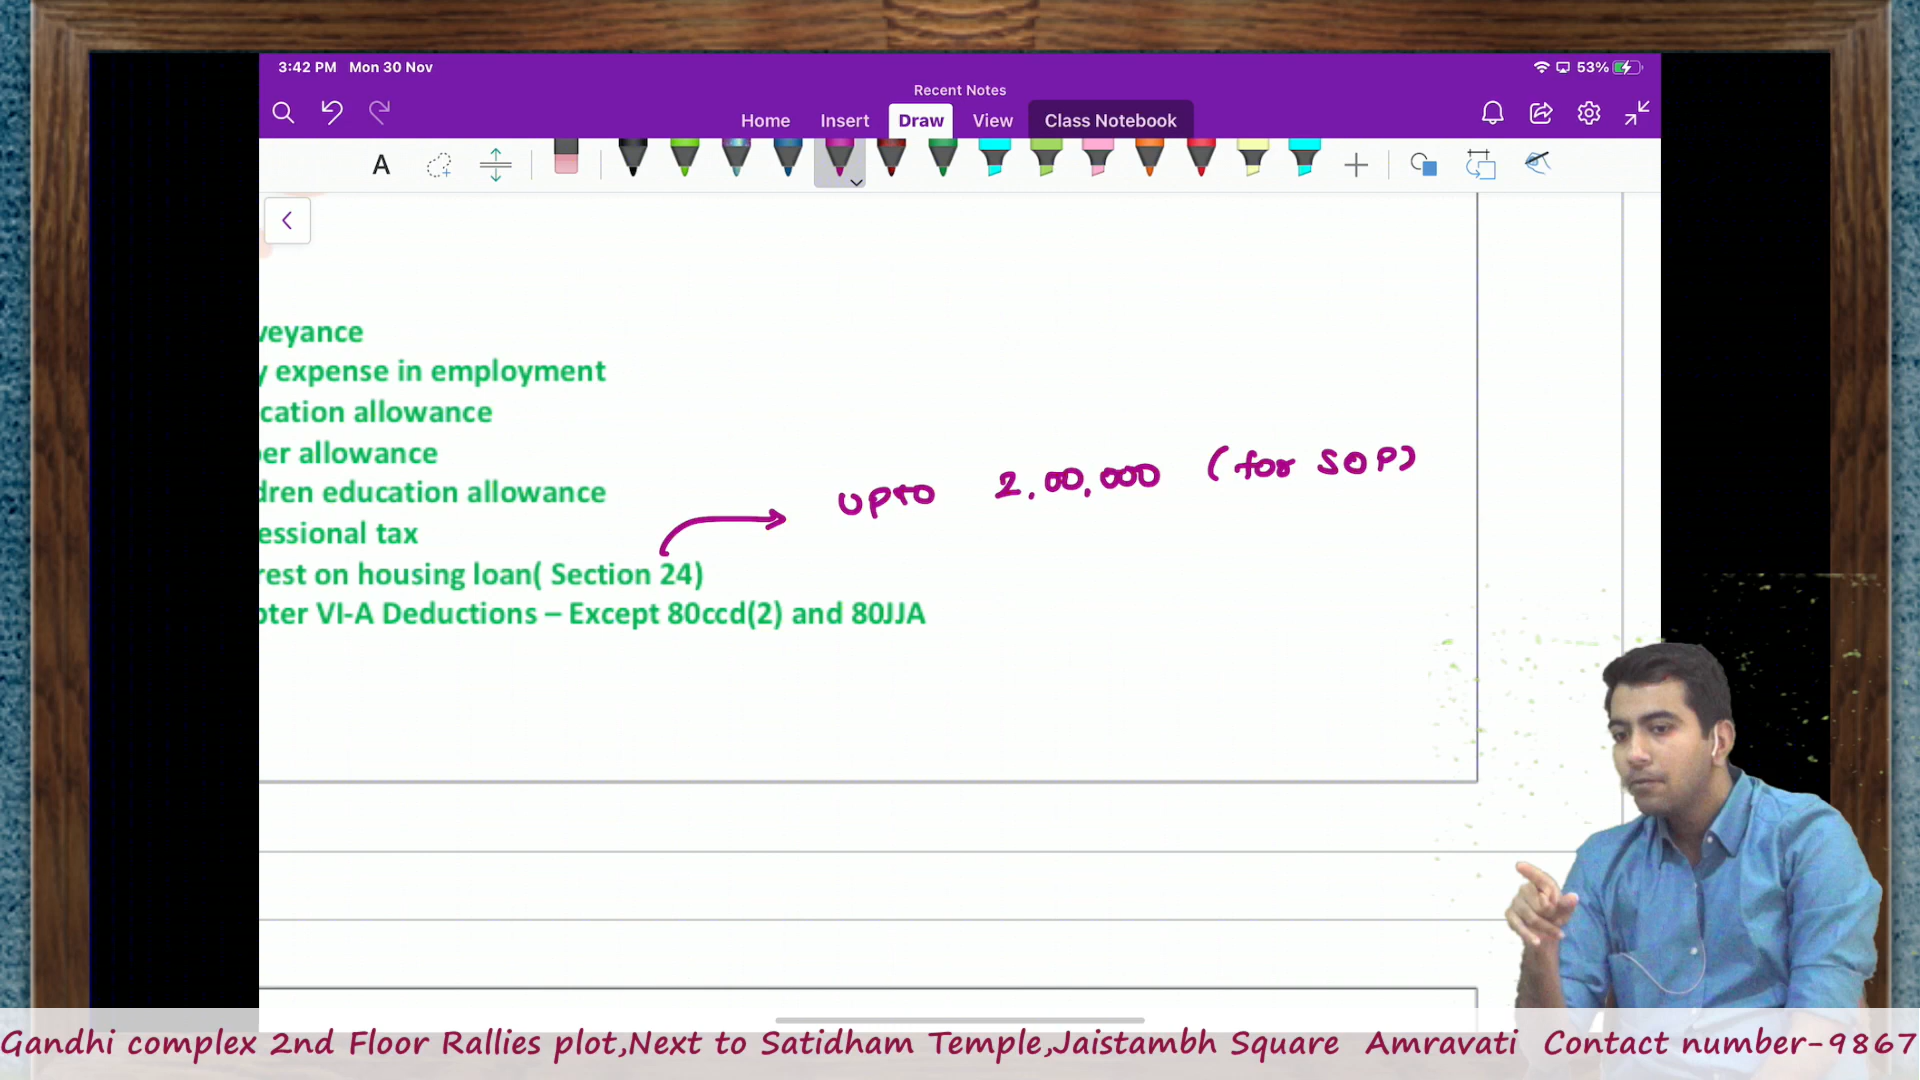 3:42 PM Mon 30 Nov
53%
Recent Notes
Home Insert Draw View Class Notebook
A
veyance
y expense in employment
cation allowance
er allowance
dren education allowance
upto 2,00,000 (for SOP)
essional tax
rest on housing loan( Section 24)
pter VI-A Deductions – Except 80ccd(2) and 80JJA
Gandhi complex 2nd Floor Rallies plot,Next to Satidham Temple,Jaistambh Square Amravati Contact number-9867